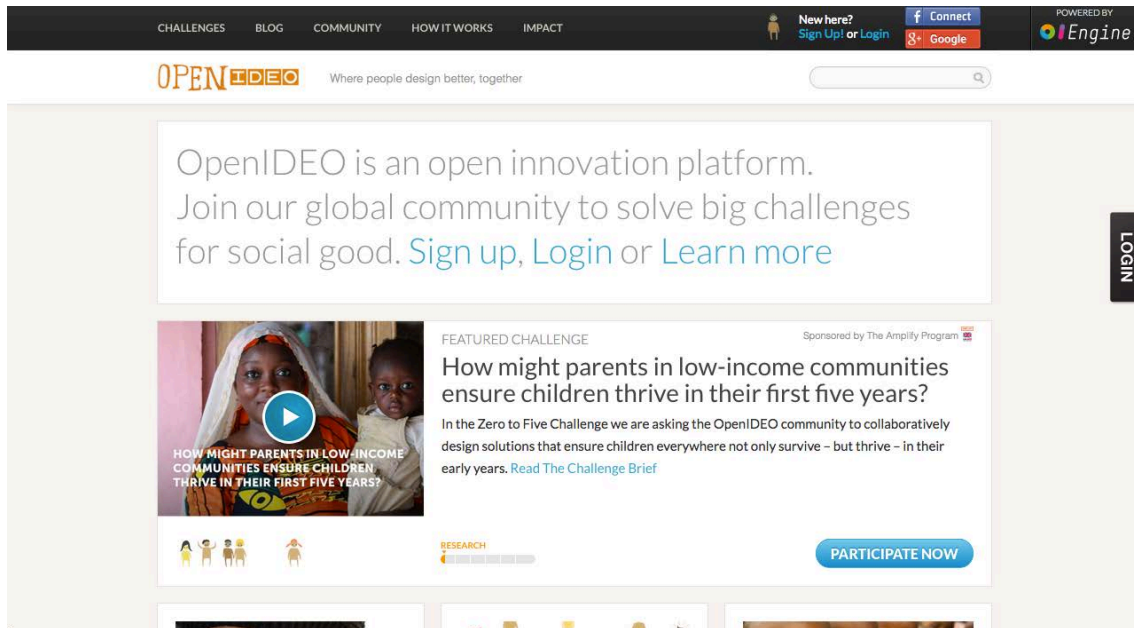 CHALLENGES BLOG COMMUNITY HOW IT WORKS IMPACT
New here?
Sign Up! or Login
f Connect
8+ Google
POWERED BY
OI Engine
OPENIDEO
Where people design better, together
OpenIDEO is an open innovation platform.
Join our global community to solve big challenges
for social good. Sign up, Login or Learn more
LOGIN
HOW MIGHT PARENTS IN LOW-INCOME
COMMUNITIES ENSURE CHILDREN
THRIVE IN THEIR FIRST FIVE YEARS?
FEATURED CHALLENGE
Sponsored by The Amplify Program
How might parents in low-income communities
ensure children thrive in their first five years?
In the Zero to Five Challenge we are asking the OpenIDEO community to collaboratively
design solutions that ensure children everywhere not only survive – but thrive – in their
early years. Read The Challenge Brief
RESEARCH
PARTICIPATE NOW